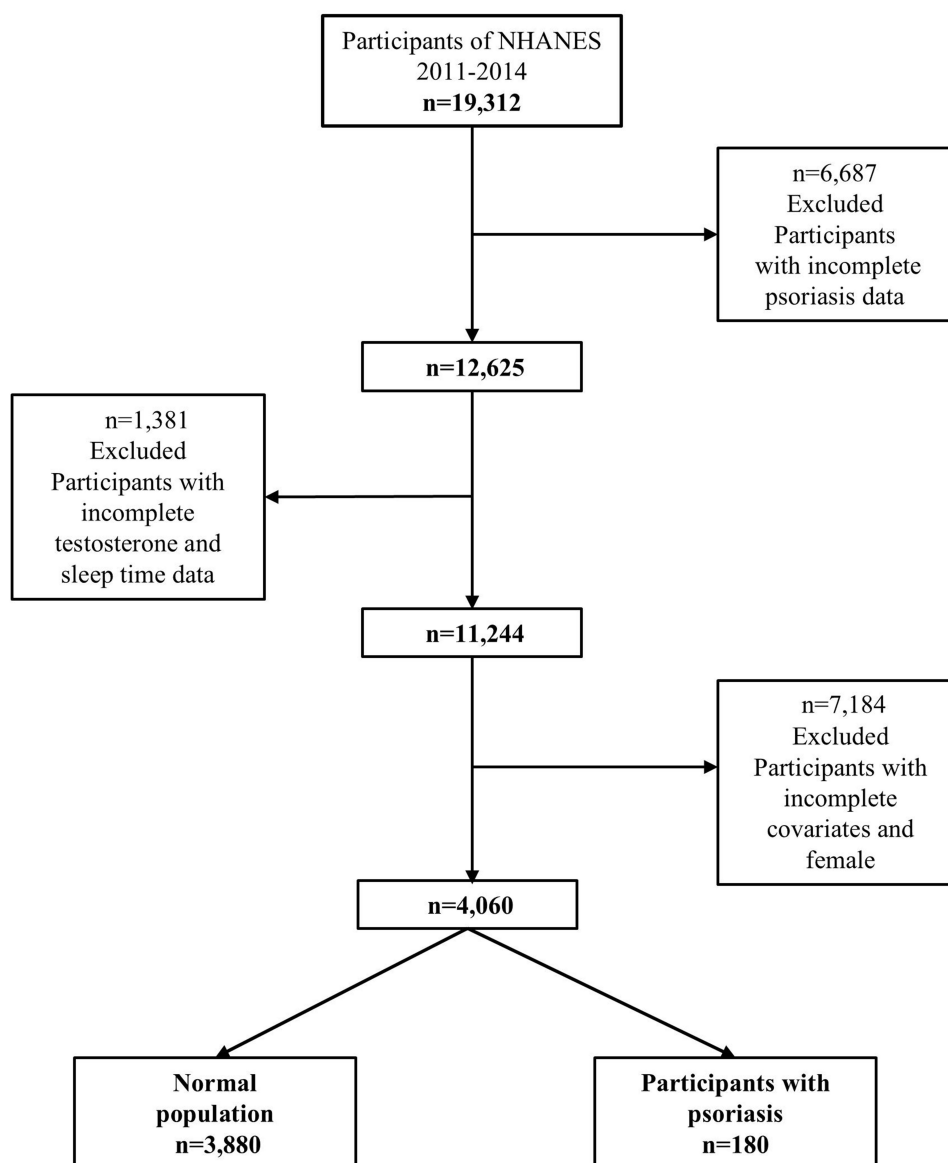 Participants of NHANES
2011-2014
n=19,312
n=6,687
Excluded
Participants
with incomplete
psoriasis data
n=12,625
n=1,381
Excluded
Participants with
incomplete
testosterone and
sleep time data
n=11,244
n=7,184
Excluded
Participants with
incomplete
covariates and
female
n=4,060
Normal
population
n=3,880
Participants with
psoriasis
n=180